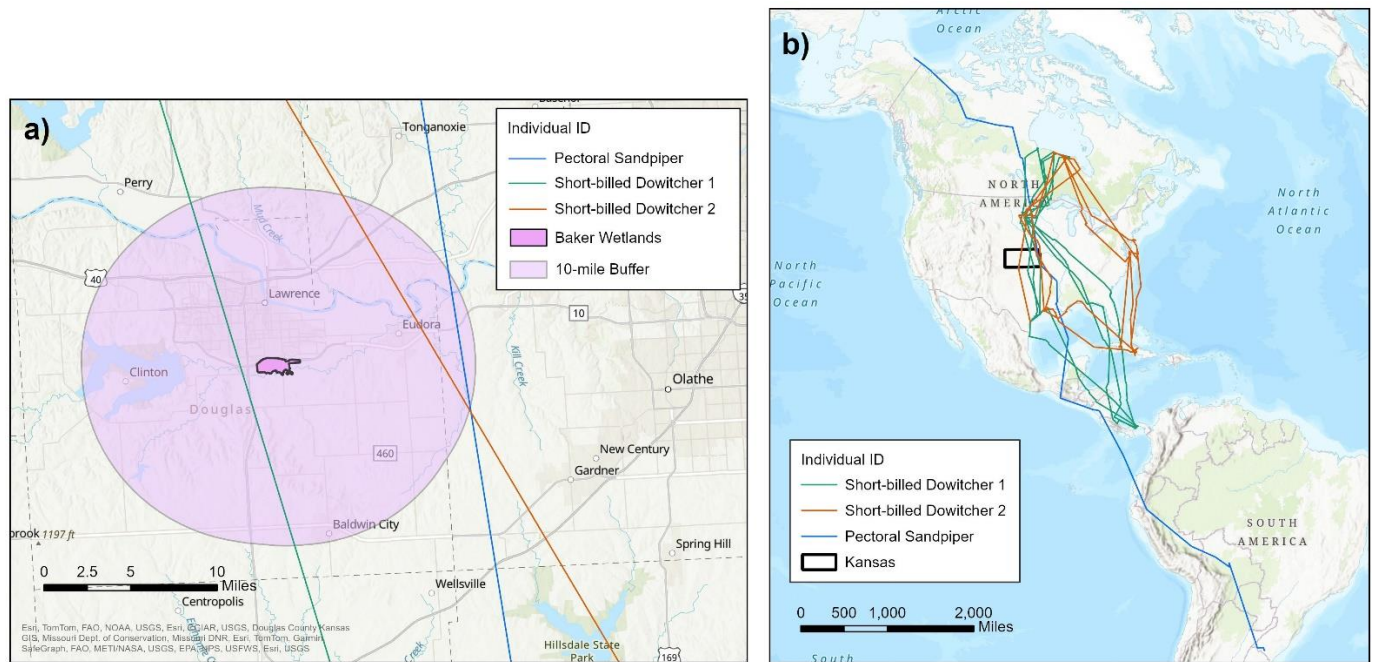 a)
Tonganoxie
Perry
Mud Creek
40
Lawrence
Eudora
10
Kill Creek
Clinton
Olathe
Douglas
460
New Century
Gardner
Baldwin City
1197 ft
Spring Hill
0 2.5 5 10
Miles
Centropolis
Wellsville
Hillsdale State
Park
169
Individual ID
Pectoral Sandpiper
Short-billed Dowitcher 1
Short-billed Dowitcher 2
Baker Wetlands
10-mile Buffer
Esri, TomTom, FAO, NOAA, USGS, Esri, CGIAR, USGS, Douglas County Kansas
GIS, Missouri Dept. of Conservation, Missouri DNR, Esri, TomTom, Garmin,
SafeGraph, FAO, METI/NASA, USGS, EPA, NPS, USFWS, Esri, USGS
b)
Arctic
Ocean
NORTH
AMERICA
North
Atlantic
Ocean
North
Pacific
Ocean
SOUTH
AMERICA
Individual ID
Short-billed Dowitcher 1
Short-billed Dowitcher 2
Pectoral Sandpiper
Kansas
0 500 1,000 2,000
Miles
South